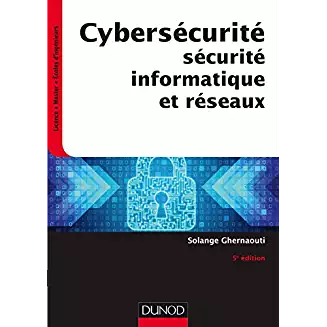 Licence • Master • Écoles d'ingénieurs
Cybersécurité
sécurité
informatique
et réseaux
Solange Ghernaouti
5e édition
DUNOD